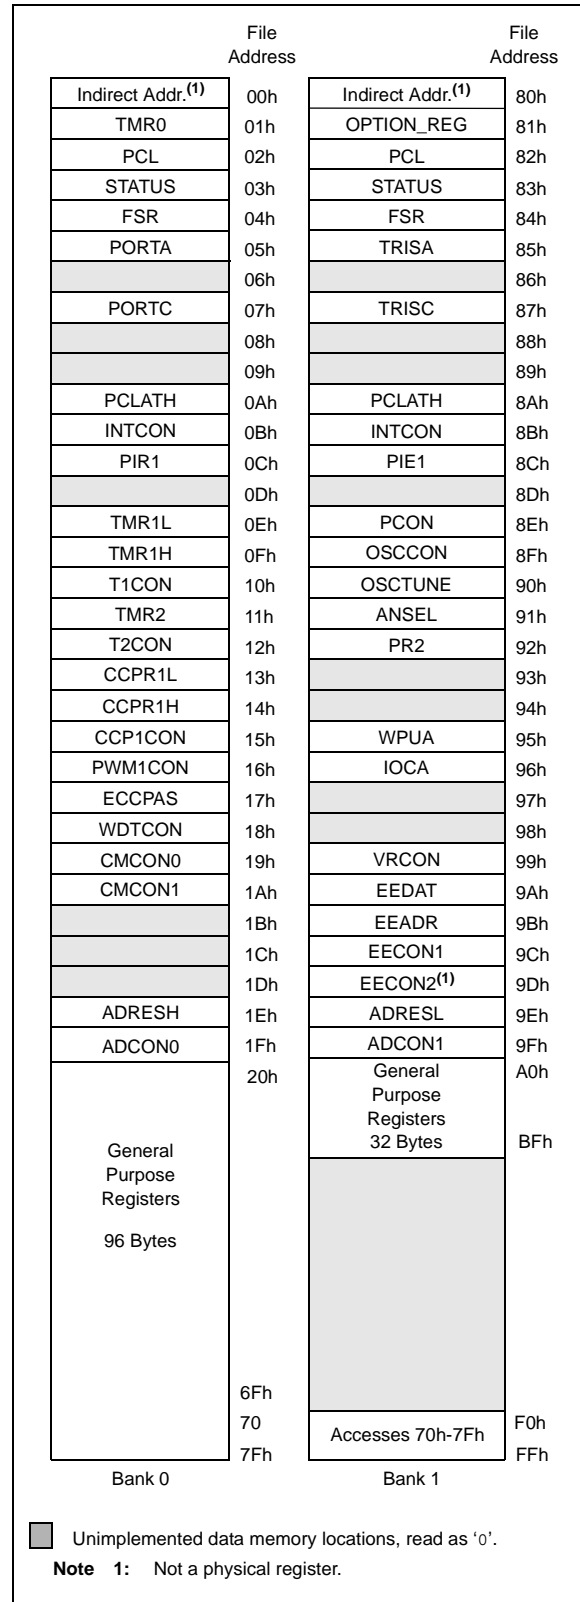 File Address File Address
Indirect Addr.(1) 00h Indirect Addr.(1) 80h
TMR0 01h OPTION_REG 81h
PCL 02h PCL 82h
STATUS 03h STATUS 83h
FSR 04h FSR 84h
PORTA 05h TRISA 85h
06h 86h
PORTC 07h TRISC 87h
08h 88h
09h 89h
PCLATH 0Ah PCLATH 8Ah
INTCON 0Bh INTCON 8Bh
PIR1 0Ch PIE1 8Ch
0Dh 8Dh
TMR1L 0Eh PCON 8Eh
TMR1H 0Fh OSCCON 8Fh
T1CON 10h OSCTUNE 90h
TMR2 11h ANSEL 91h
T2CON 12h PR2 92h
CCPR1L 13h 93h
CCPR1H 14h 94h
CCP1CON 15h WPUA 95h
PWM1CON 16h IOCA 96h
ECCPAS 17h 97h
WDTCON 18h 98h
CMCON0 19h VRCON 99h
CMCON1 1Ah EEDAT 9Ah
1Bh EEADR 9Bh
1Ch EECON1 9Ch
1Dh EECON2(1) 9Dh
ADRESH 1Eh ADRESL 9Eh
ADCON0 1Fh ADCON1 9Fh
20h General A0h
Purpose
Registers
32 Bytes BFh
General
Purpose
Registers
96 Bytes
6Fh
70 Accesses 70h-7Fh F0h
7Fh FFh
Bank 0 Bank 1
Unimplemented data memory locations, read as ‘0’.
Note 1: Not a physical register.